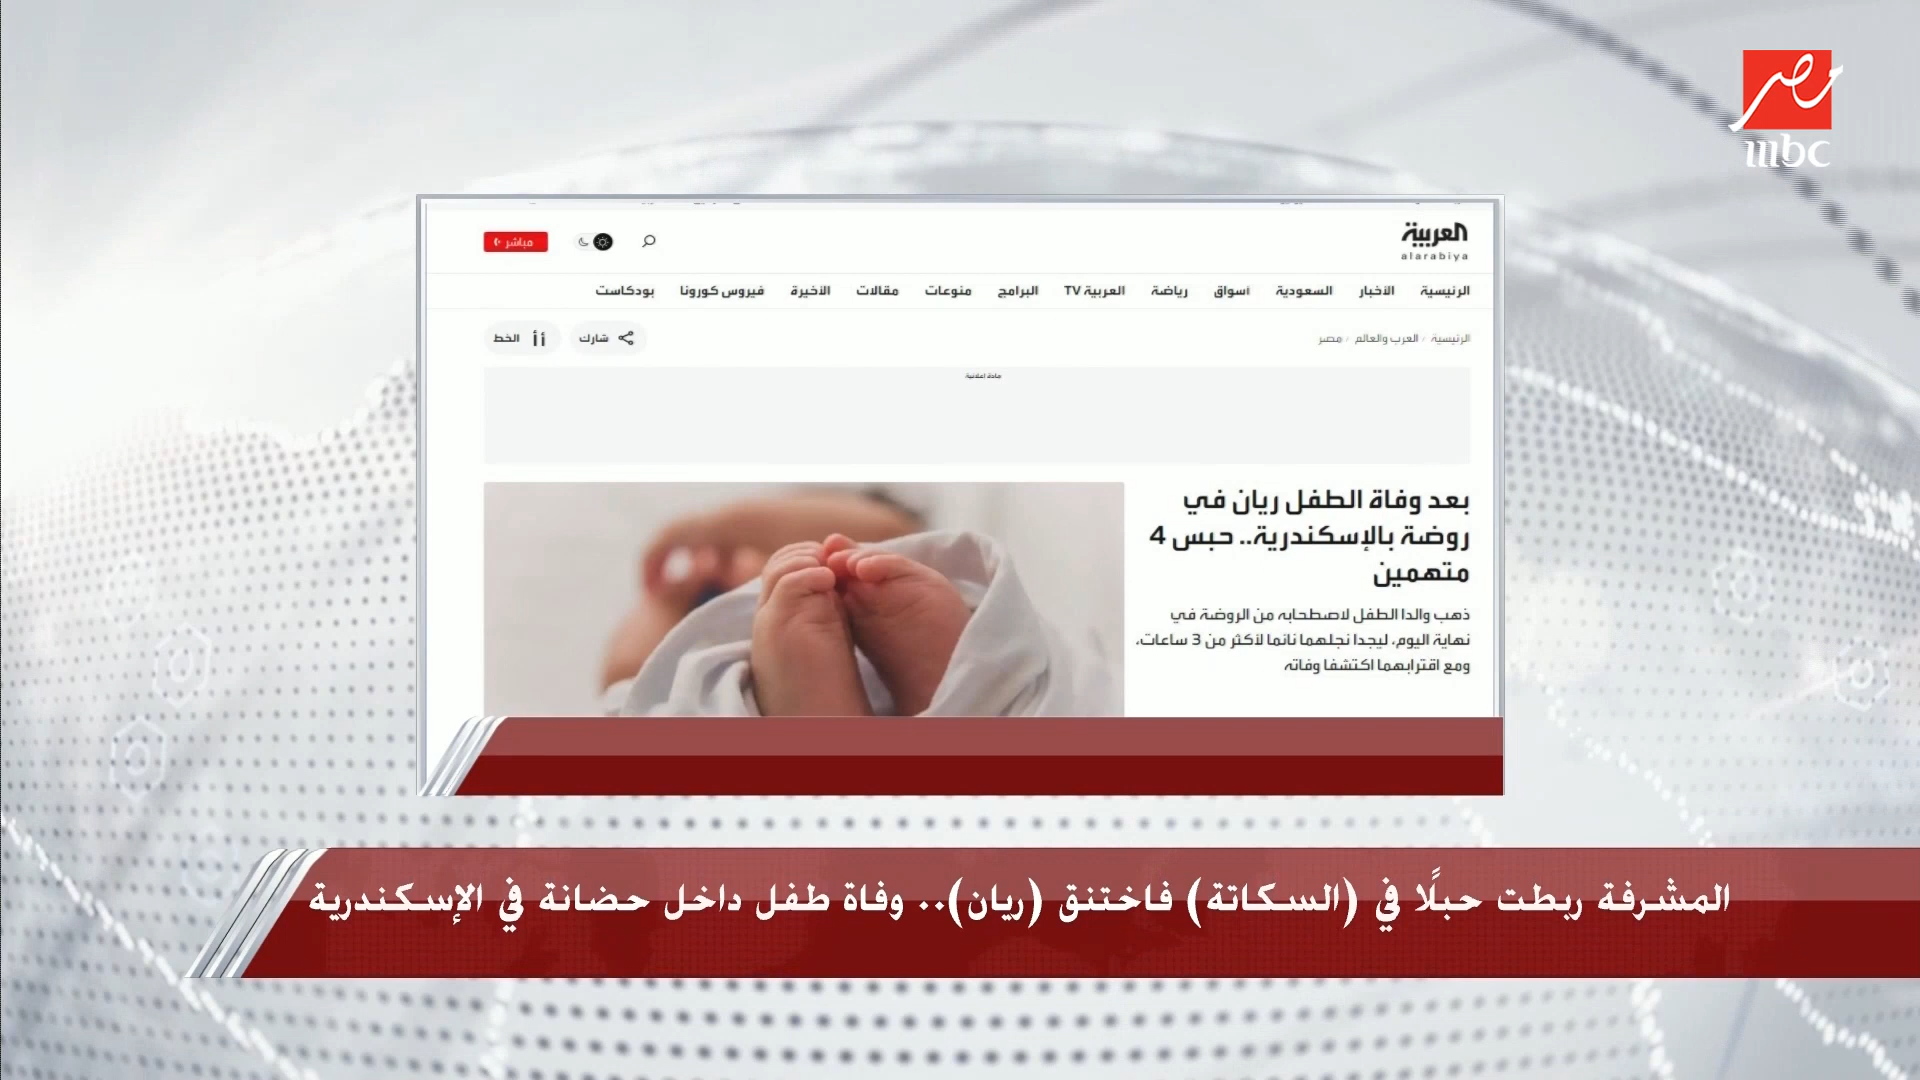 مصر
mbc
العربية
alarabiya
مباشر
الرئيسية الأخبار السعودية أسواق رياضة العربية TV البرامج منوعات مقالات الأخيرة فيروس كورونا بودكاست
الرئيسية / العرب والعالم / مصر
شارك
أأ الخط
مادة اعلانية
بعد وفاة الطفل ريان في
روضة بالإسكندرية.. حبس 4
متهمين
ذهب والدا الطفل لاصطحابه من الروضة في
نهاية اليوم، ليجدا نجلهما نائما لأكثر من 3 ساعات،
ومع اقترابهما اكتشفا وفاته
المشرفة ربطت حبلًا في (السكاتة) فاختنق (ريان).. وفاة طفل داخل حضانة في الإسكندرية